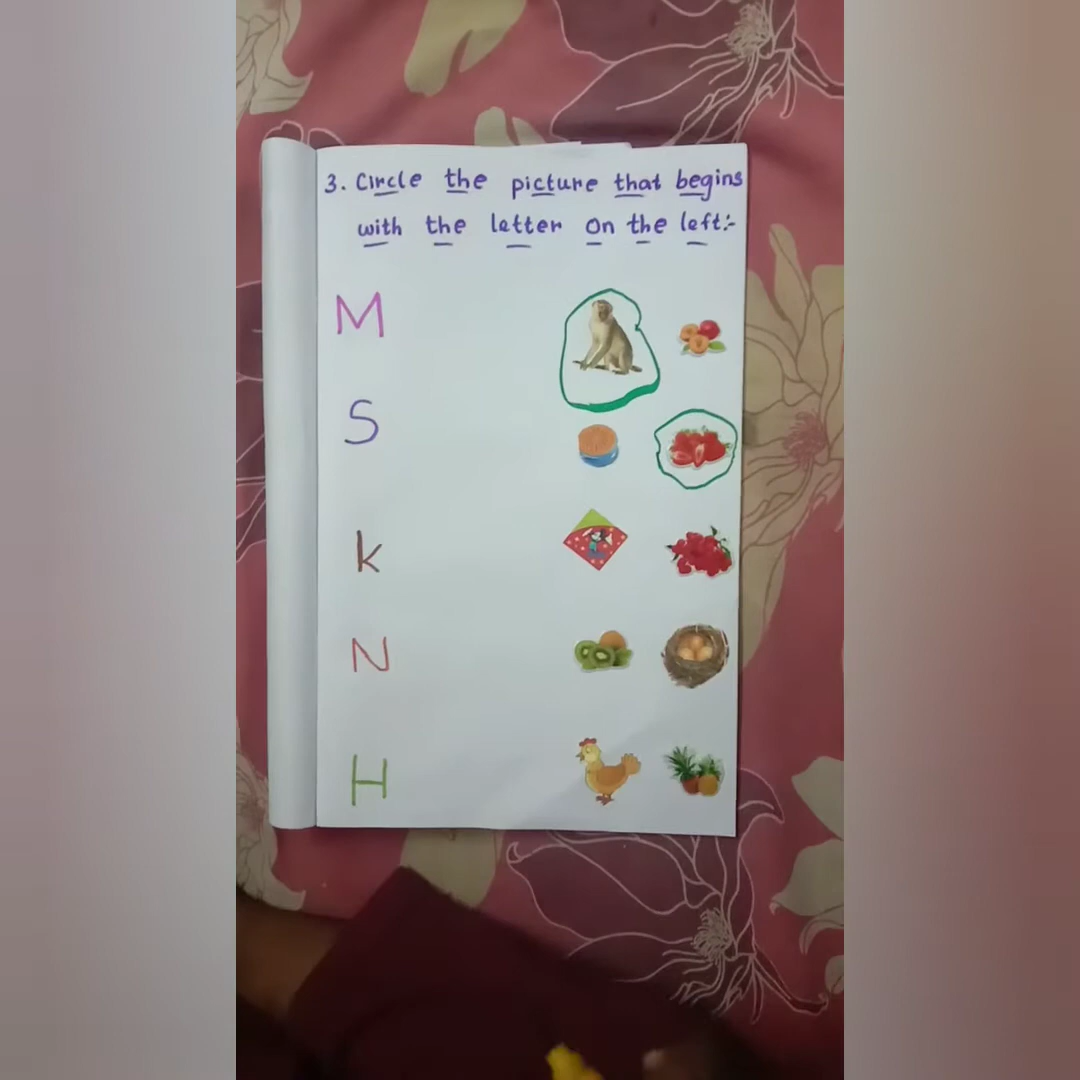 3. Circle the picture that begins
with the letter on the left:-
M
S
k
N
H